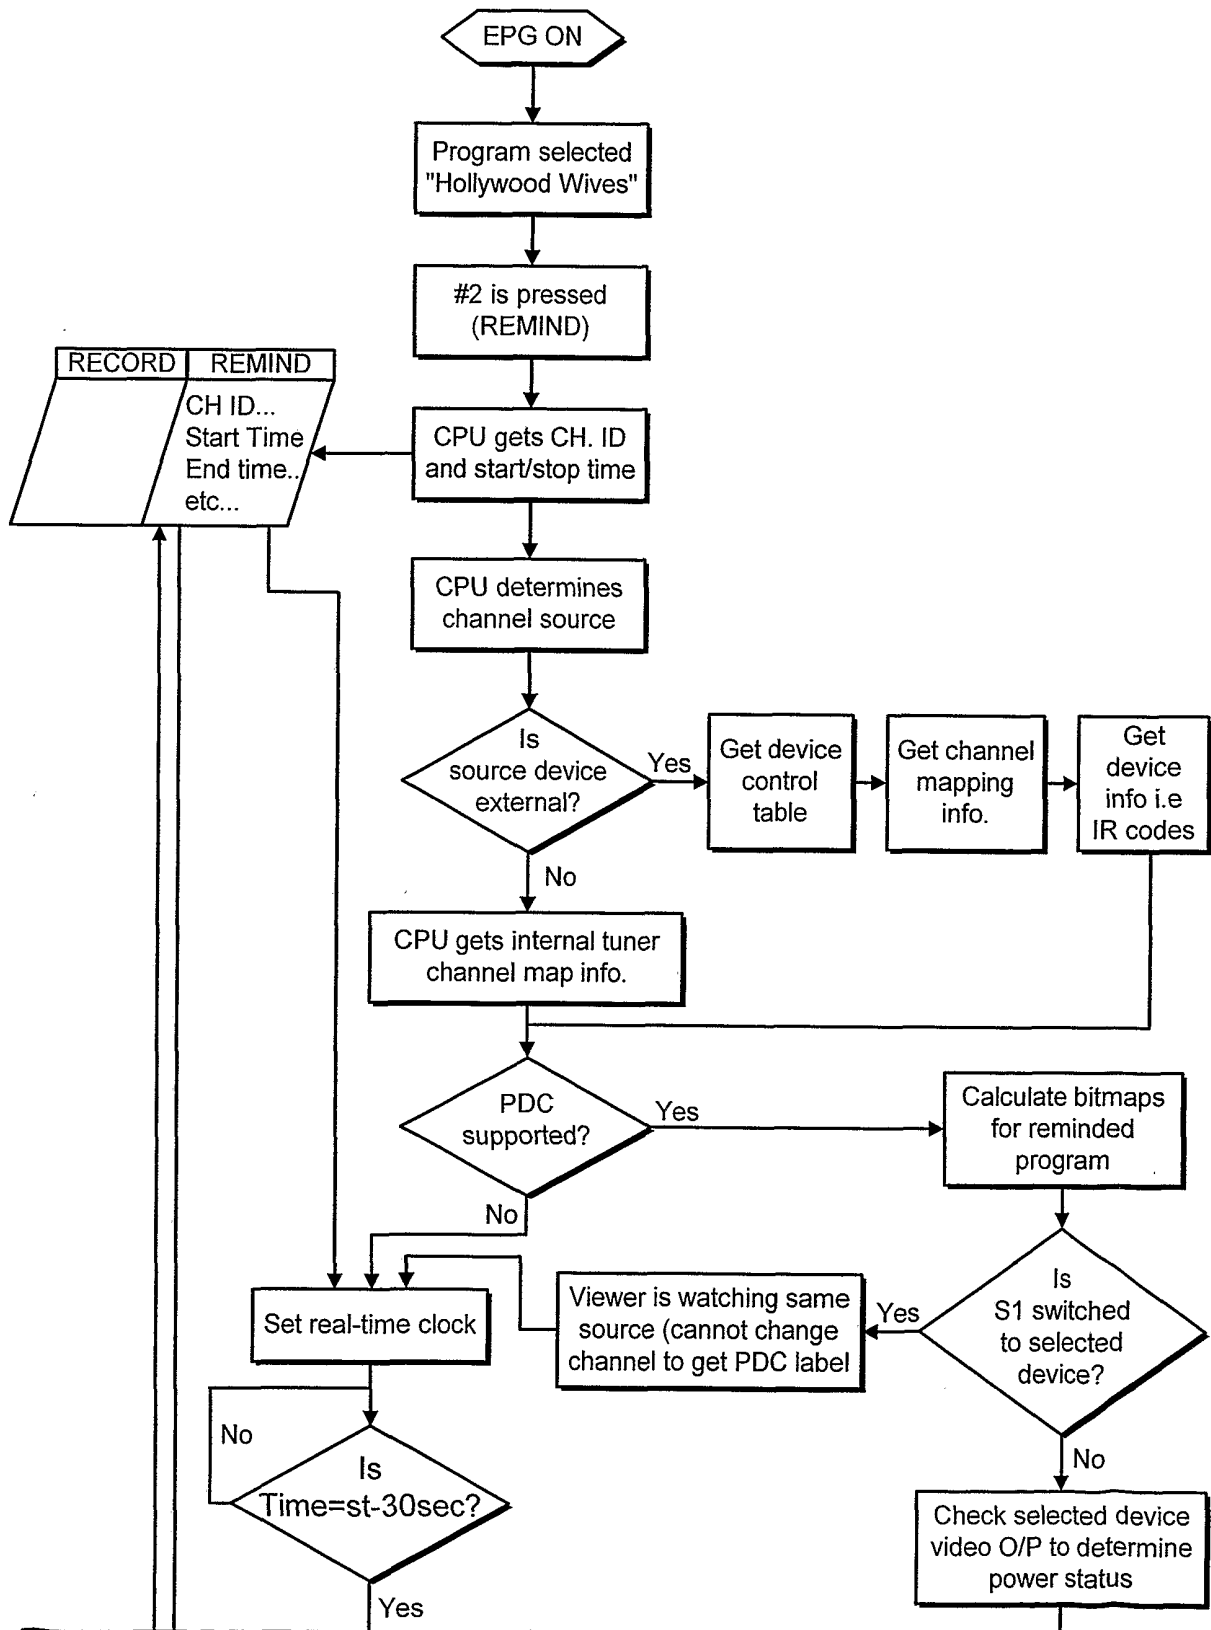 EPG ON
Program selected
"Hollywood Wives"
#2 is pressed
(REMIND)
RECORD
REMIND
CH ID...
Start Time
End time..
etc...
CPU gets CH. ID
and start/stop time
CPU determines
channel source
Is
source device
external?
Yes
Get device
control
table
Get channel
mapping
info.
Get
device
info i.e
IR codes
No
CPU gets internal tuner
channel map info.
PDC
supported?
Yes
Calculate bitmaps
for reminded
program
No
Set real-time clock
Viewer is watching same
source (cannot change
channel to get PDC label
Yes
Is
S1 switched
to selected
device?
No
Is
Time=st-30sec?
No
Check selected device
video O/P to determine
power status
Yes